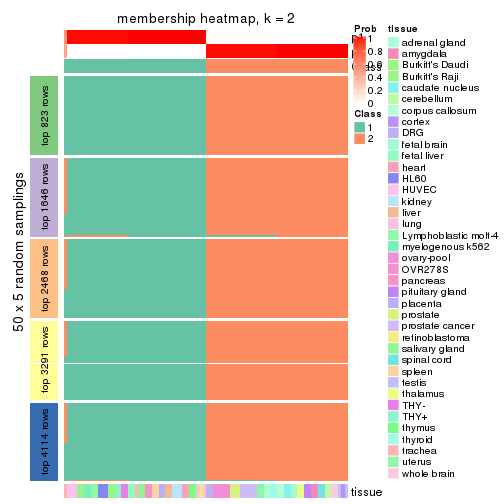 membership heatmap, k = 2
50 x 5 random samplings
top 823 rows
top 1646 rows
top 2468 rows
top 3291 rows
top 4114 rows
Prob
1
0.8
0.6
0.4
0.2
0
Class
1
2
tissue
tissue
adrenal gland
amygdala
Burkitt's Daudi
Burkitt's Raji
caudate nucleus
cerebellum
corpus callosum
cortex
DRG
fetal brain
fetal liver
heart
HL60
HUVEC
kidney
liver
lung
Lymphoblastic molt-4
myelogenous k562
ovary-pool
OVR278S
pancreas
pituitary gland
placenta
prostate
prostate cancer
retinoblastoma
salivary gland
spinal cord
spleen
testis
thalamus
THY-
THY+
thymus
thyroid
trachea
uterus
whole brain